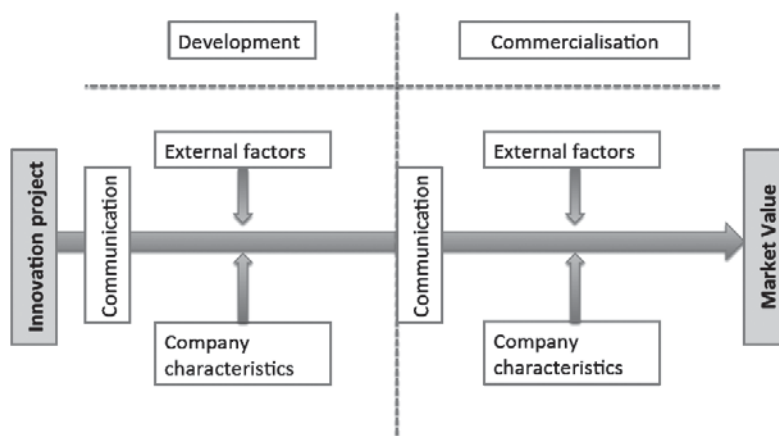 Development
Commercialisation
External factors
External factors
Innovation project
Communication
Communication
Market Value
Company
characteristics
Company
characteristics